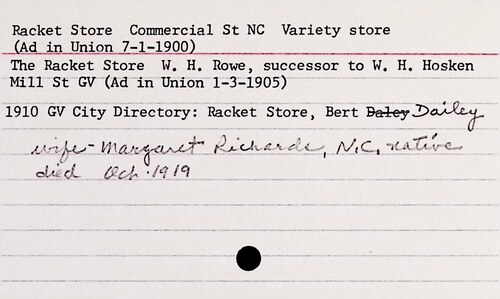 Racket Store Commercial St NC Variety store
(Ad in Union 7-1-1900)
The Racket Store W. H. Rowe, successor to W. H. Hosken
Mill St GV (Ad in Union 1-3-1905)
1910 GV City Directory: Racket Store, Bert Daley Dailey
wife - Margaret Richards, N.C. native
died Oct. 1919